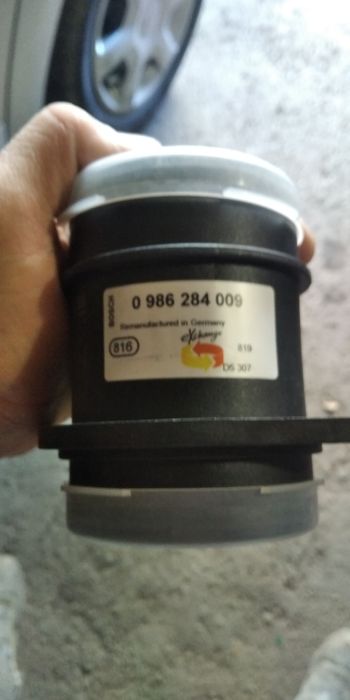 BOSCH
0 986 284 009
Remanufactured in Germany
eXchange
816
819
DS 307